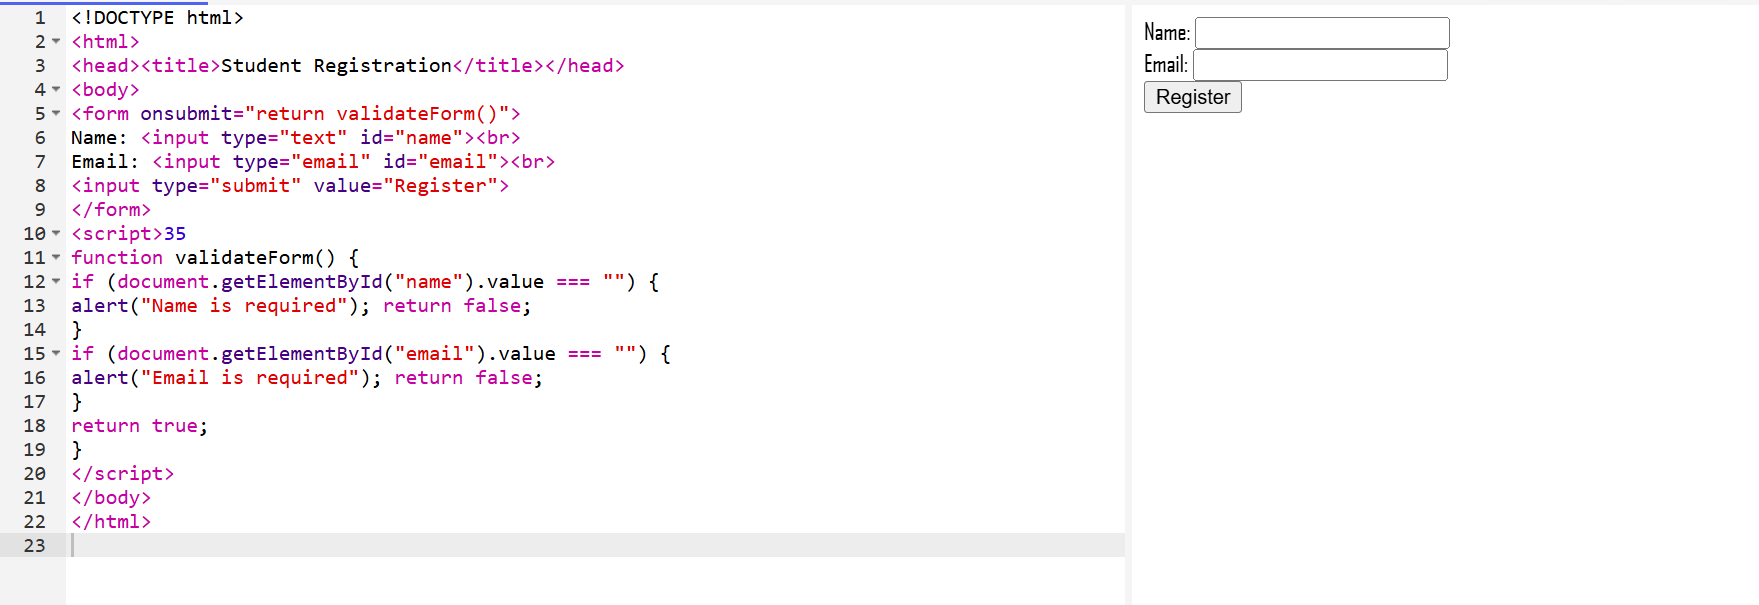 1 <!DOCTYPE html>
2 <html>
3 <head><title>Student Registration</title></head>
4 <body>
5 <form onsubmit="return validateForm()">
6 Name: <input type="text" id="name"><br>
7 Email: <input type="email" id="email"><br>
8 <input type="submit" value="Register">
9 </form>
10 <script>35
11 function validateForm() {
12 if (document.getElementById("name").value === "") {
13 alert("Name is required"); return false;
14 }
15 if (document.getElementById("email").value === "") {
16 alert("Email is required"); return false;
17 }
18 return true;
19 }
20 </script>
21 </body>
22 </html>
23
Name:
Email:
Register